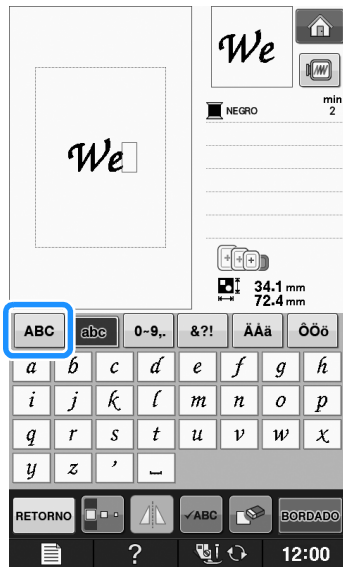 We
We
NEGRO
min
2
34.1 mm
72.4 mm
ABC abc 0~9,. &?! ÄÅä ÔÖö
a b c d e f g h
i j k l m n o p
q r s t u v w x
y z ’ ⎵
RETORNO ✓ABC BORDADO
? 12:00